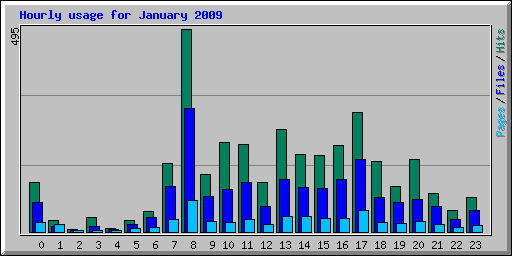 Hourly usage for January 2009
495
Pages / Files / Hits
0 1 2 3 4 5 6 7 8 9 10 11 12 13 14 15 16 17 18 19 20 21 22 23